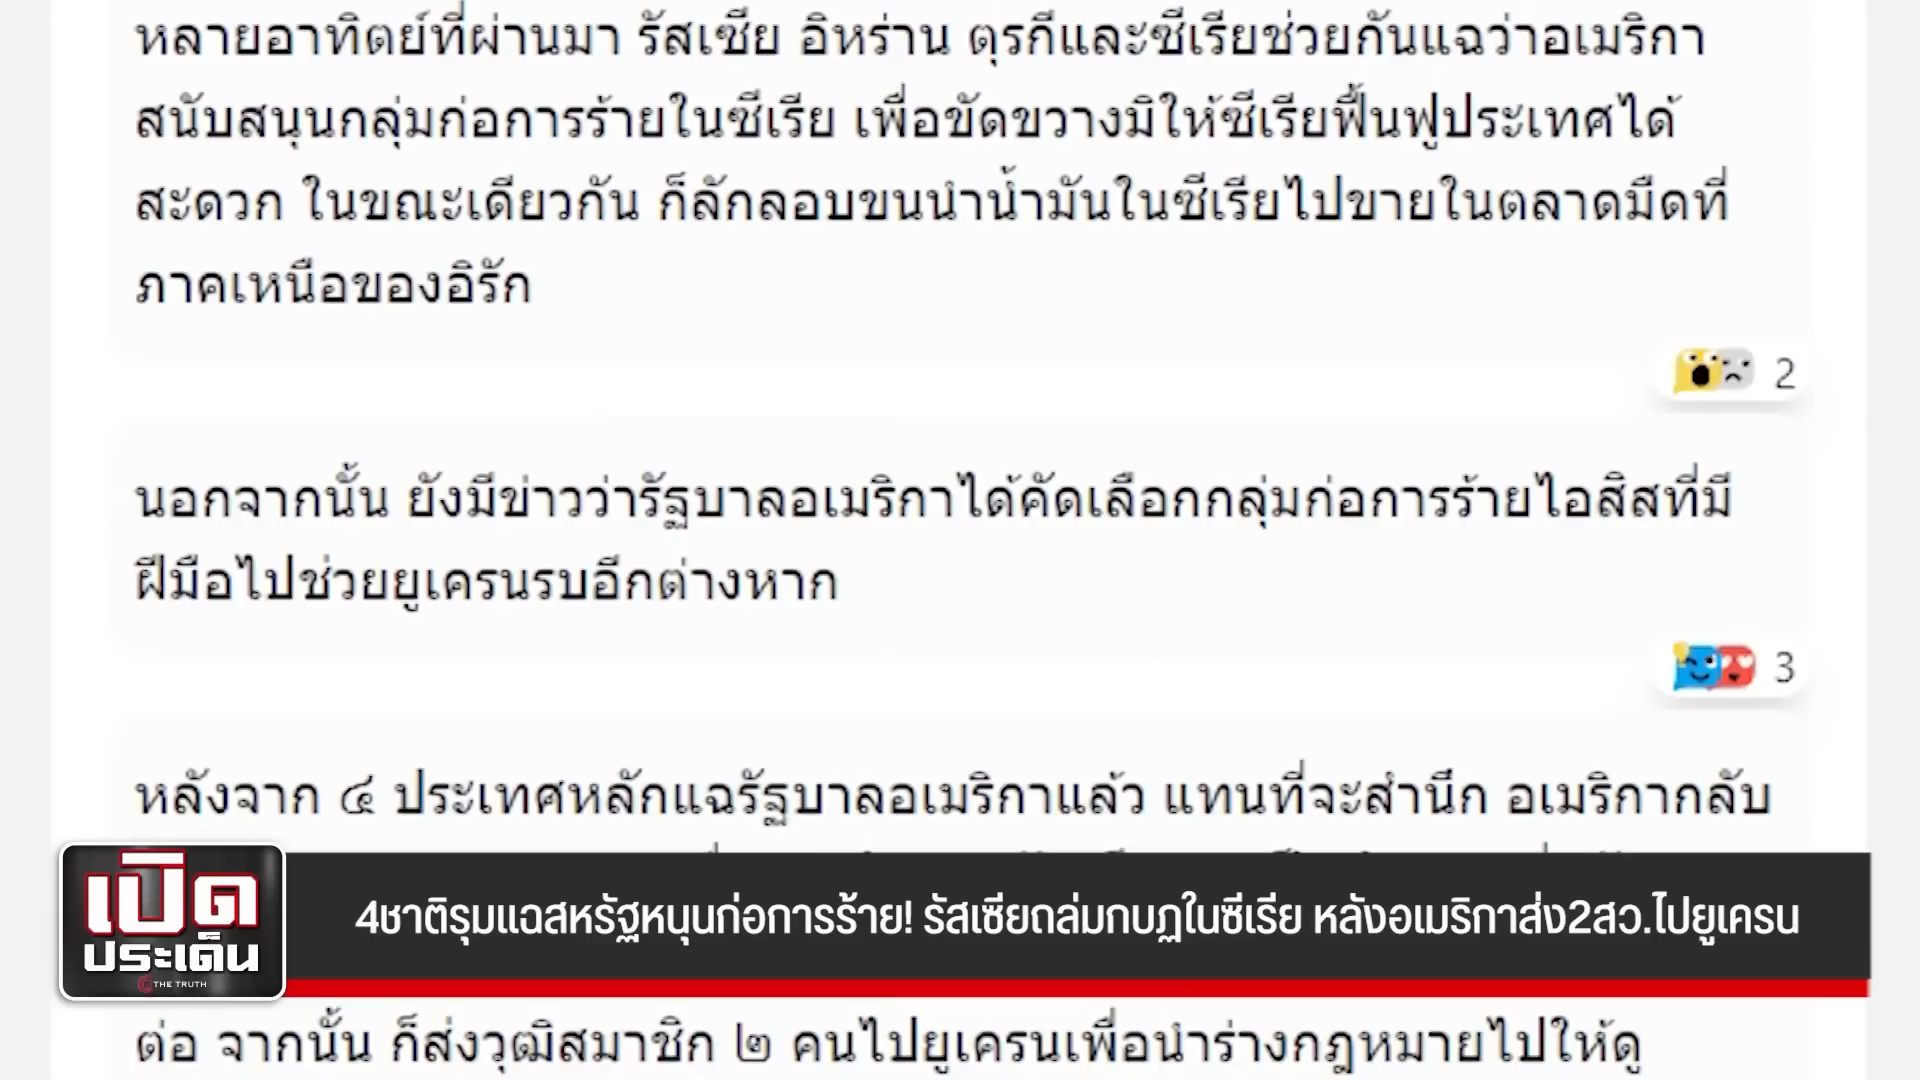 หลายอาทิตย์ที่ผ่านมา รัสเซีย อิหร่าน ตุรกีและซีเรียช่วยกันแฉว่าอเมริกา
สนับสนุนกลุ่มก่อการร้ายในซีเรีย เพื่อขัดขวางมิให้ซีเรียฟื้นฟูประเทศได้
สะดวก ในขณะเดียวกัน ก็ลักลอบขนนำน้ำมันในซีเรียไปขายในตลาดมืดที่
ภาคเหนือของอิรัก
2
นอกจากนั้น ยังมีข่าวว่ารัฐบาลอเมริกาได้คัดเลือกกลุ่มก่อการร้ายไอสิสที่มี
ฝีมือไปช่วยยูเครนรบอีกต่างหาก
3
หลังจาก ๔ ประเทศหลักแฉรัฐบาลอเมริกาแล้ว แทนที่จะสำนึก อเมริกากลับ
เปิด
ประเด็น
THE TRUTH
4ชาติรุมแฉสหรัฐหนุนก่อการร้าย! รัสเซียถล่มกบฏในซีเรีย หลังอเมริกาส่ง2สว.ไปยูเครน
ต่อ จากนั้น ก็ส่งวุฒิสมาชิก ๒ คนไปยูเครนเพื่อนำร่างกฎหมายไปให้ดู